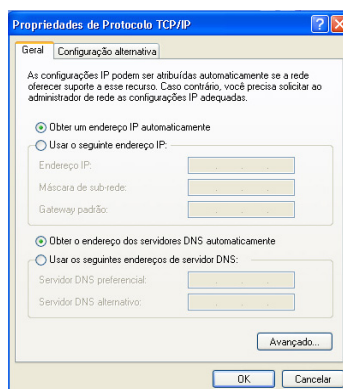 Propriedades de Protocolo TCP/IP
Geral
Configuração alternativa
As configurações IP podem ser atribuídas automaticamente se a rede
oferecer suporte a esse recurso. Caso contrário, você precisa solicitar ao
administrador de rede as configurações IP adequadas.
Obter um endereço IP automaticamente
Usar o seguinte endereço IP:
Endereço IP:
Máscara de sub-rede:
Gateway padrão:
Obter o endereço dos servidores DNS automaticamente
Usar os seguintes endereços de servidor DNS:
Servidor DNS preferencial:
Servidor DNS alternativo:
Avançado...
OK
Cancelar